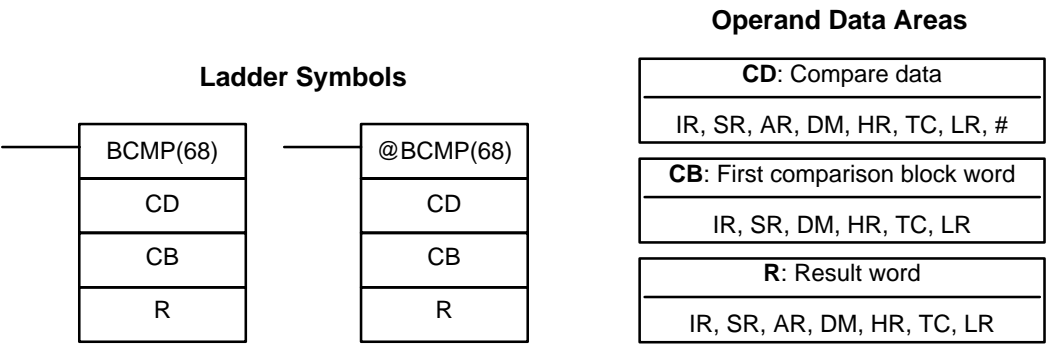 Ladder Symbols
BCMP(68)
CD
CB
R
@BCMP(68)
CD
CB
R
Operand Data Areas
CD: Compare data
IR, SR, AR, DM, HR, TC, LR, #
CB: First comparison block word
IR, SR, DM, HR, TC, LR
R: Result word
IR, SR, AR, DM, HR, TC, LR